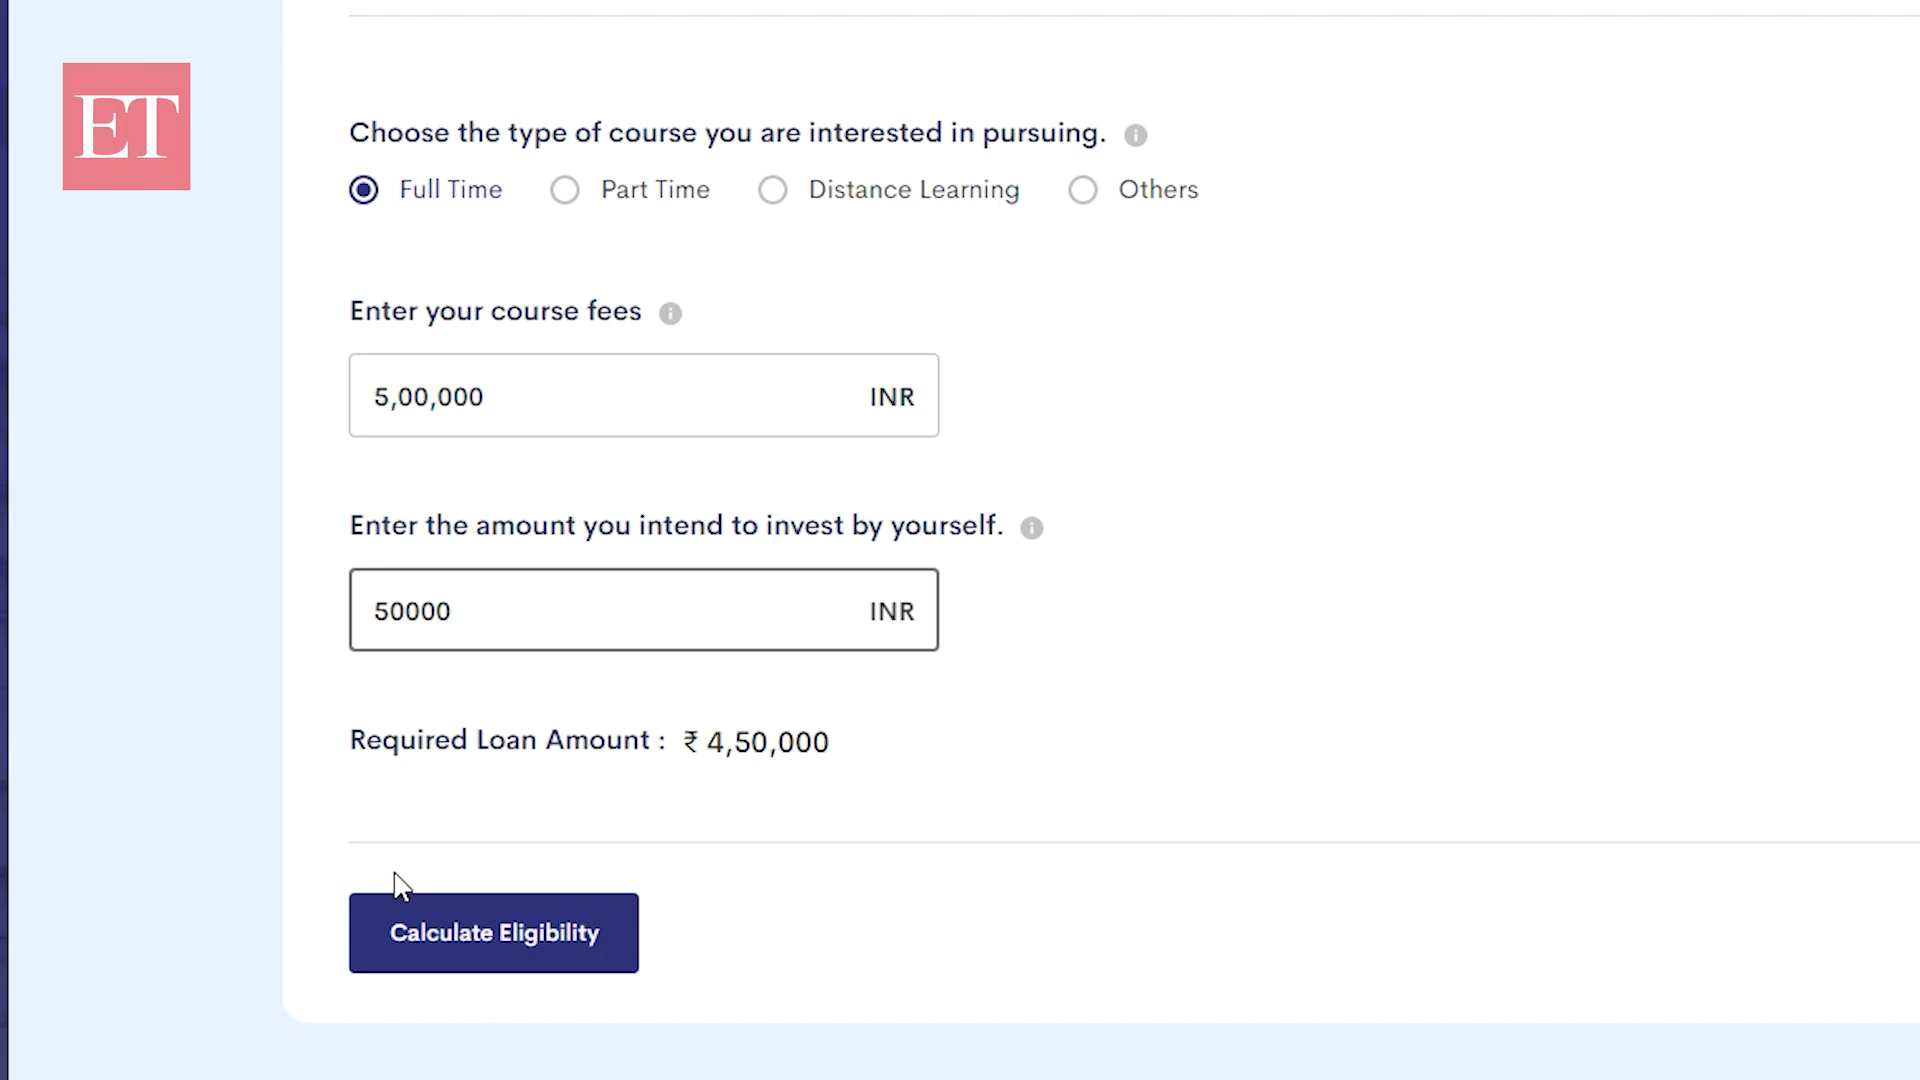 ET
Choose the type of course you are interested in pursuing.
Full Time Part Time Distance Learning Others
Enter your course fees
5,00,000 INR
Enter the amount you intend to invest by yourself.
50000 INR
Required Loan Amount : ₹ 4,50,000
Calculate Eligibility